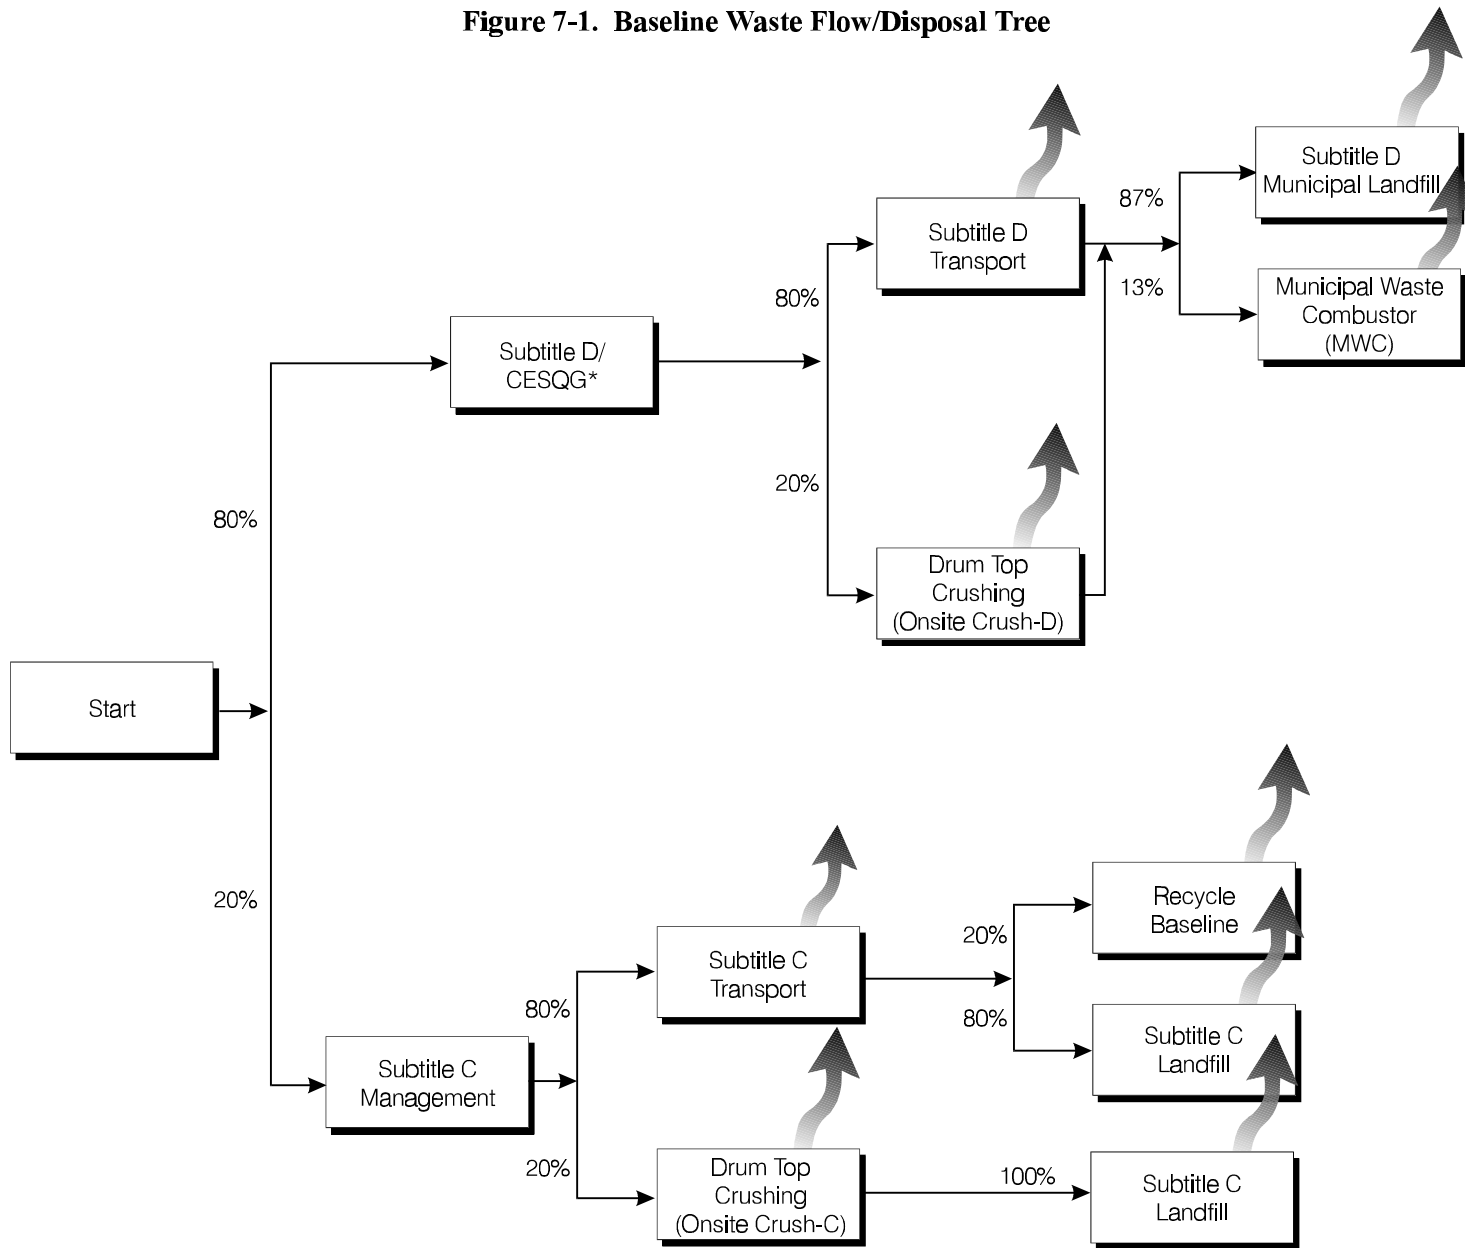 Figure 7-1. Baseline Waste Flow/Disposal Tree
Subtitle D
Municipal Landfill
87%
Subtitle D
Transport
13%
Municipal Waste
Combustor
(MWC)
80%
Subtitle D/
CESQG*
20%
80%
Drum Top
Crushing
(Onsite Crush-D)
Start
20%
Recycle
Baseline
20%
Subtitle C
Transport
80%
80%
Subtitle C
Landfill
Subtitle C
Management
20%
Drum Top
Crushing
(Onsite Crush-C)
100%
Subtitle C
Landfill